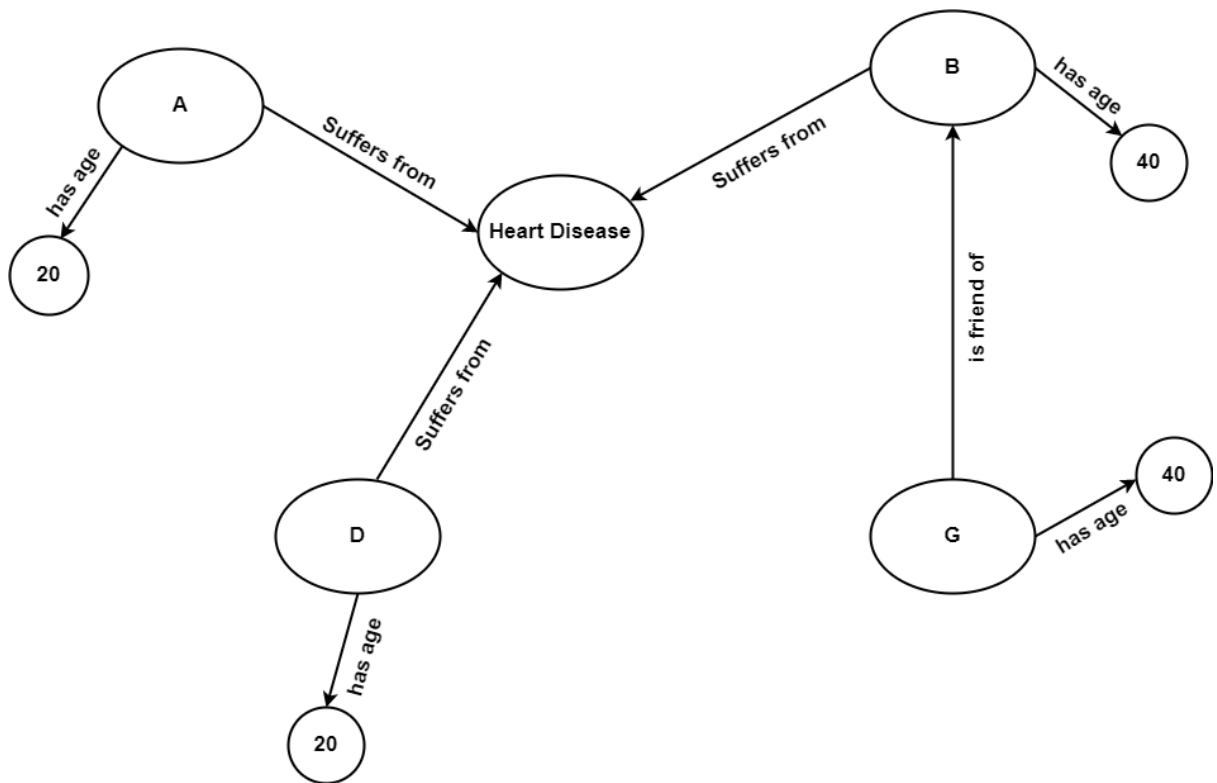 A
B
has age
40
Suffers from
Suffers from
has age
20
Heart Disease
is friend of
Suffers from
40
D
G
has age
has age
20